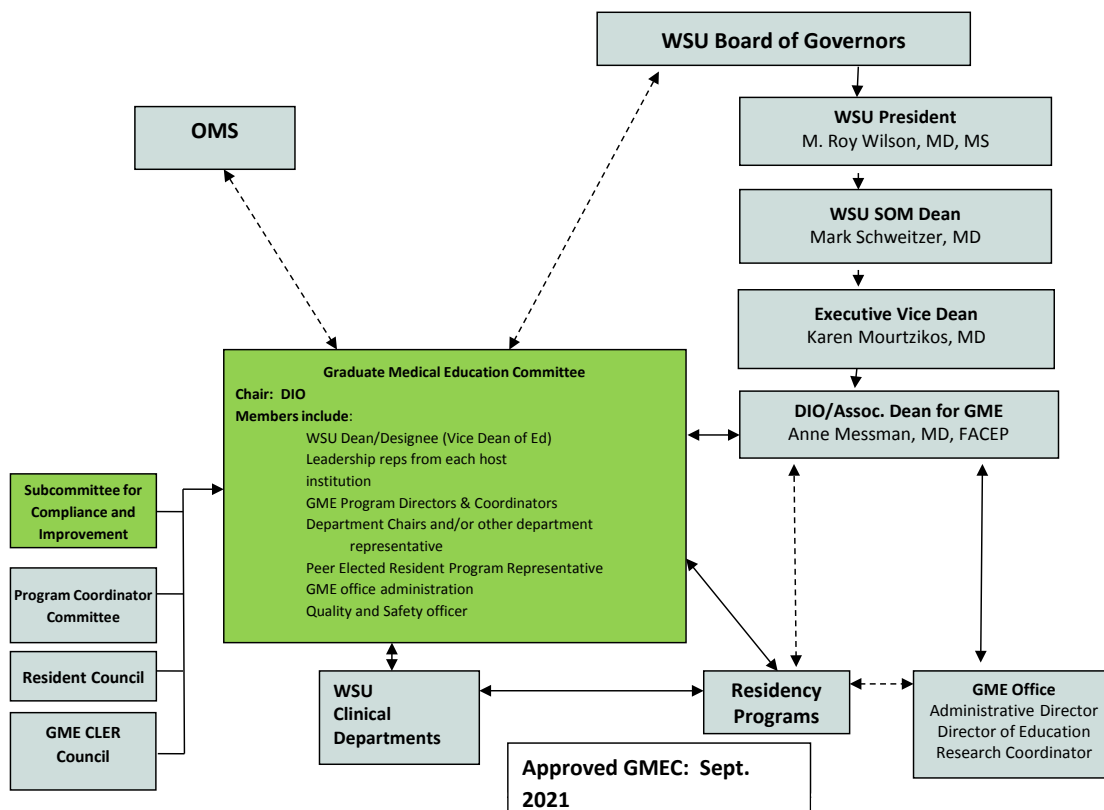 WSU Board of Governors
OMS
WSU President
M. Roy Wilson, MD, MS
WSU SOM Dean
Mark Schweitzer, MD
Executive Vice Dean
Karen Mourtzikos, MD
DIO/Assoc. Dean for GME
Anne Messman, MD, FACEP
Graduate Medical Education Committee
Chair: DIO
Members include:
WSU Dean/Designee (Vice Dean of Ed)
Leadership reps from each host
institution
GME Program Directors & Coordinators
Department Chairs and/or other department
representative
Peer Elected Resident Program Representative
GME office administration
Quality and Safety officer
Subcommittee for
Compliance and
Improvement
Program Coordinator
Committee
Resident Council
GME CLER
Council
WSU
Clinical
Departments
Residency
Programs
GME Office
Administrative Director
Director of Education
Research Coordinator
Approved GMEC: Sept.
2021